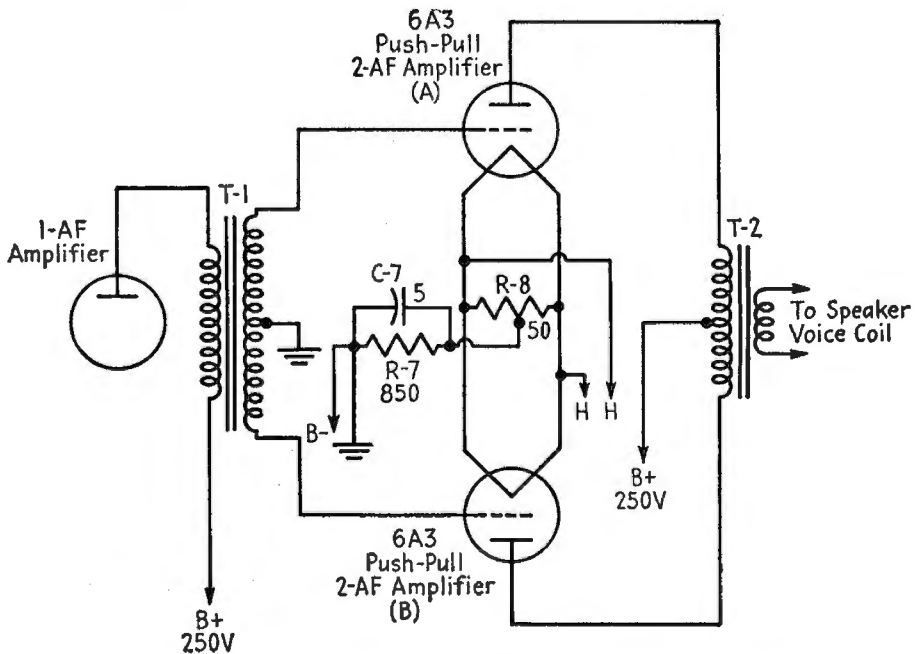 6A3
Push-Pull
2-AF Amplifier
(A)
T-1
1-AF
Amplifier
T-2
C-7
5
R-8
50
R-7
850
To Speaker
Voice Coil
B-
H H
B+
250V
6A3
Push-Pull
2-AF Amplifier
(B)
B+
250V